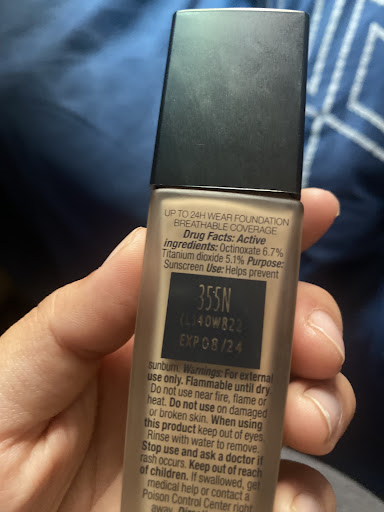 UP TO 24H WEAR FOUNDATION
BREATHABLE COVERAGE
Drug Facts: Active
ingredients: Octinoxate 6.7%
Titanium dioxide 5.1% Purpose:
Sunscreen Use: Helps prevent
355N
(L)40W822
EXP 08/24
sunburn. Warnings: For external
use only. Flammable until dry.
Do not use near fire, flame or
heat. Do not use on damaged
or broken skin. When using
this product keep out of eyes.
Rinse with water to remove.
Stop use and ask a doctor if
rash occurs. Keep out of reach
of children. If swallowed, get
medical help or contact a
Poison Control Center right
away.